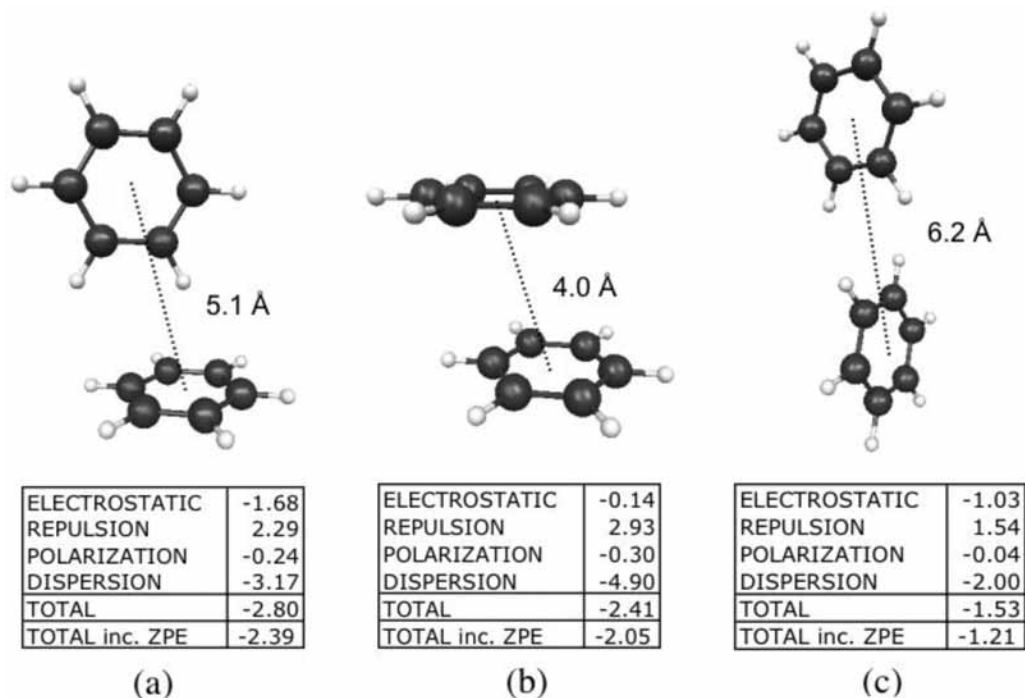 5.1 Å
4.0 Å
6.2 Å
ELECTROSTATIC -1.68
REPULSION 2.29
POLARIZATION -0.24
DISPERSION -3.17
TOTAL -2.80
TOTAL inc. ZPE -2.39
(a)
ELECTROSTATIC -0.14
REPULSION 2.93
POLARIZATION -0.30
DISPERSION -4.90
TOTAL -2.41
TOTAL inc. ZPE -2.05
(b)
ELECTROSTATIC -1.03
REPULSION 1.54
POLARIZATION -0.04
DISPERSION -2.00
TOTAL -1.53
TOTAL inc. ZPE -1.21
(c)